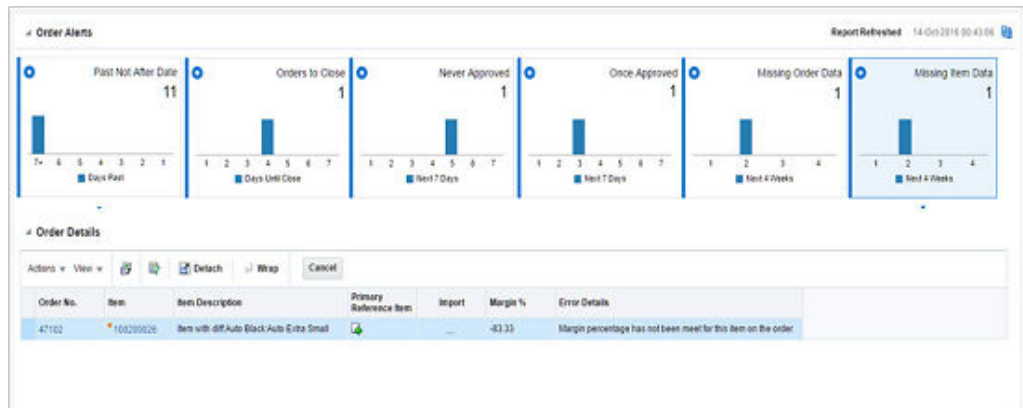 Order Alerts
Report Refreshed 14-Oct-2016 00:43:06
Past Not After Date
11
7+ 6 5 4 3 2 1
Days Past
Orders to Close
1
1 2 3 4 5 6 7
Days Until Close
Never Approved
1
1 2 3 4 5 6 7
Next 7 Days
Once Approved
1
1 2 3 4 5 6 7
Next 7 Days
Missing Order Data
1
1 2 3 4
Next 4 Weeks
Missing Item Data
1
1 2 3 4
Next 4 Weeks
Order Details
Actions View Detach Wrap Cancel
Order No. Item Item Description Primary Reference Item Import Margin % Error Details
47102 *100200026 Item with diff Auto Black:Auto Extra Small ... -83.33 Margin percentage has not been meet for this item on the order